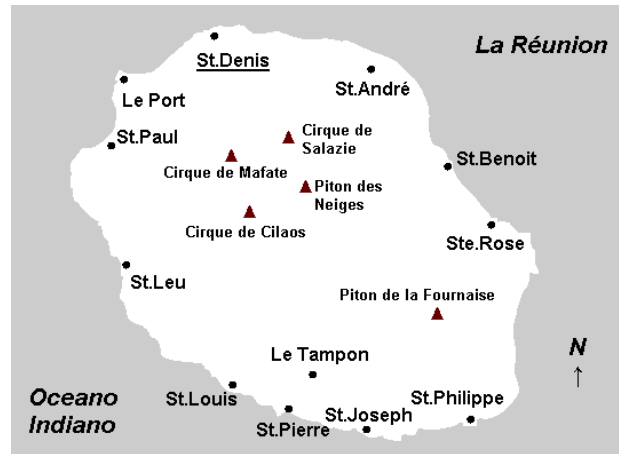 La Réunion
St.Denis
St.André
Le Port
St.Paul
Cirque de
Salazie
St.Benoit
Cirque de Mafate
Piton des
Neiges
Cirque de Cilaos
Ste.Rose
St.Leu
Piton de la Fournaise
Le Tampon
N
↑
St.Louis
St.Philippe
Oceano
Indiano
St.Joseph
St.Pierre